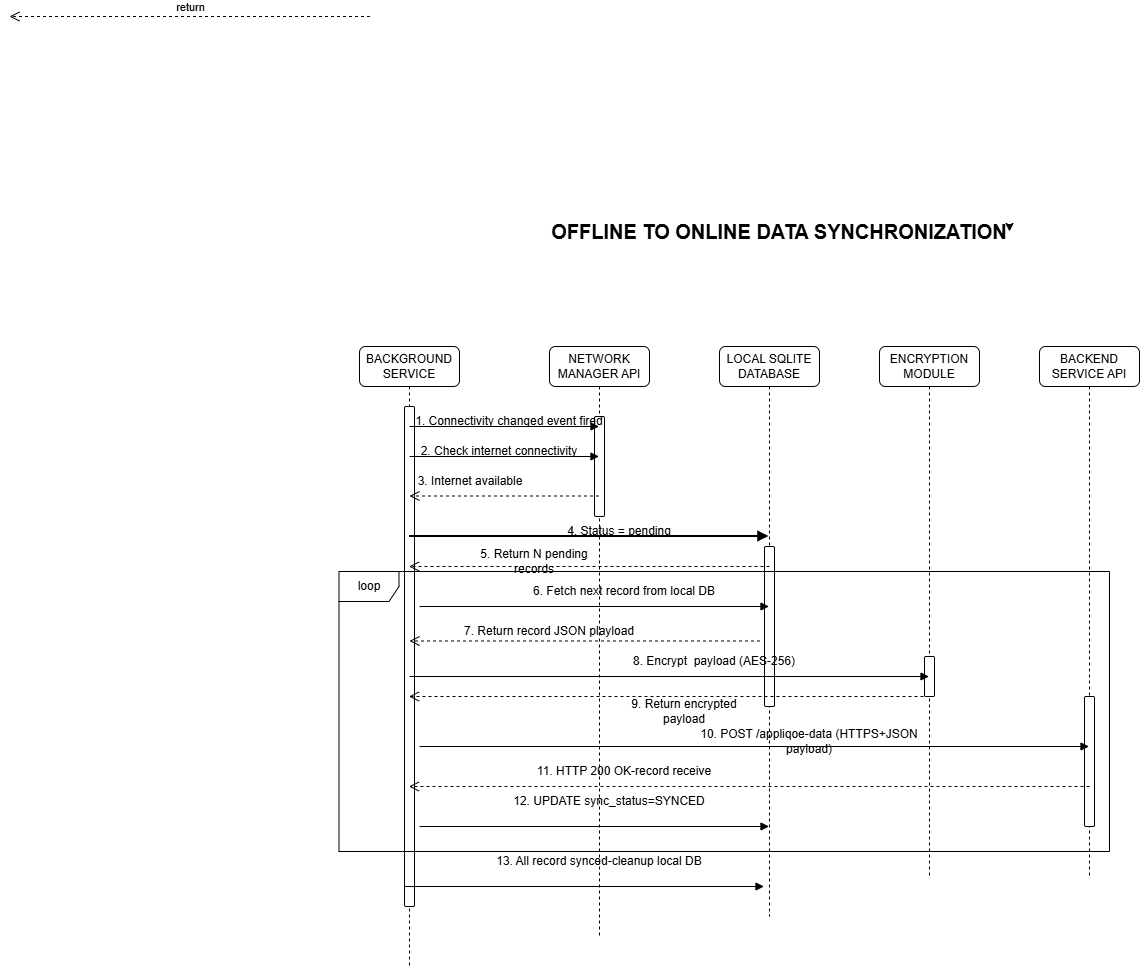 return
OFFLINE TO ONLINE DATA SYNCHRONIZATION
BACKGROUND
SERVICE
NETWORK
MANAGER API
LOCAL SQLITE
DATABASE
ENCRYPTION
MODULE
BACKEND
SERVICE API
1. Connectivity changed event fired
2. Check internet connectivity
3. Internet available
4. Status = pending
5. Return N pending
records
loop
6. Fetch next record from local DB
7. Return record JSON playload
8. Encrypt  payload (AES-256)
9. Return encrypted
payload
10. POST /appliqoe-data (HTTPS+JSON
payload)
11. HTTP 200 OK-record receive
12. UPDATE sync_status=SYNCED
13. All record synced-cleanup local DB